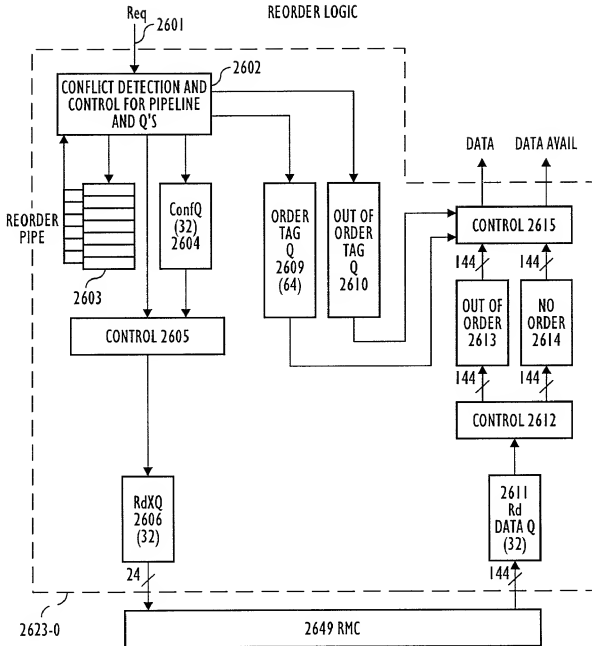 Req
2601
REORDER LOGIC
2602
CONFLICT DETECTION AND
CONTROL FOR PIPELINE
AND Q'S
REORDER
PIPE
2603
ConfQ
(32)
2604
ORDER
TAG
Q
2609
(64)
OUT OF
ORDER
TAG
Q
2610
DATA
DATA AVAIL
CONTROL 2615
144
144
OUT OF
ORDER
2613
NO
ORDER
2614
144
144
CONTROL 2612
CONTROL 2605
RdXQ
2606
(32)
2611
Rd
DATA Q
(32)
24
144
2623-0
2649 RMC